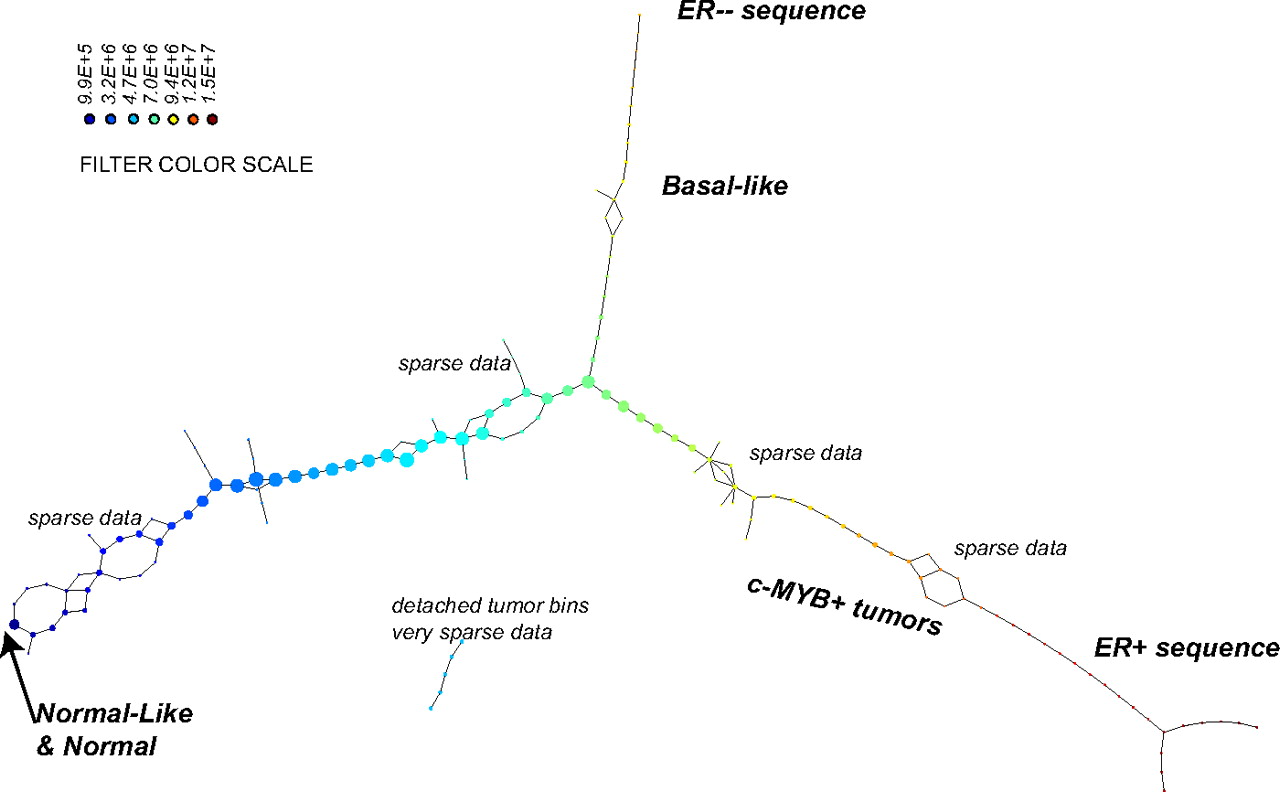 ER-- sequence
9.9E+5
3.2E+6
4.7E+6
7.0E+6
9.4E+6
1.2E+7
1.5E+7
FILTER COLOR SCALE
Basal-like
sparse data
sparse data
sparse data
sparse data
detached tumor bins
very sparse data
c-MYB+ tumors
ER+ sequence
Normal-Like
& Normal